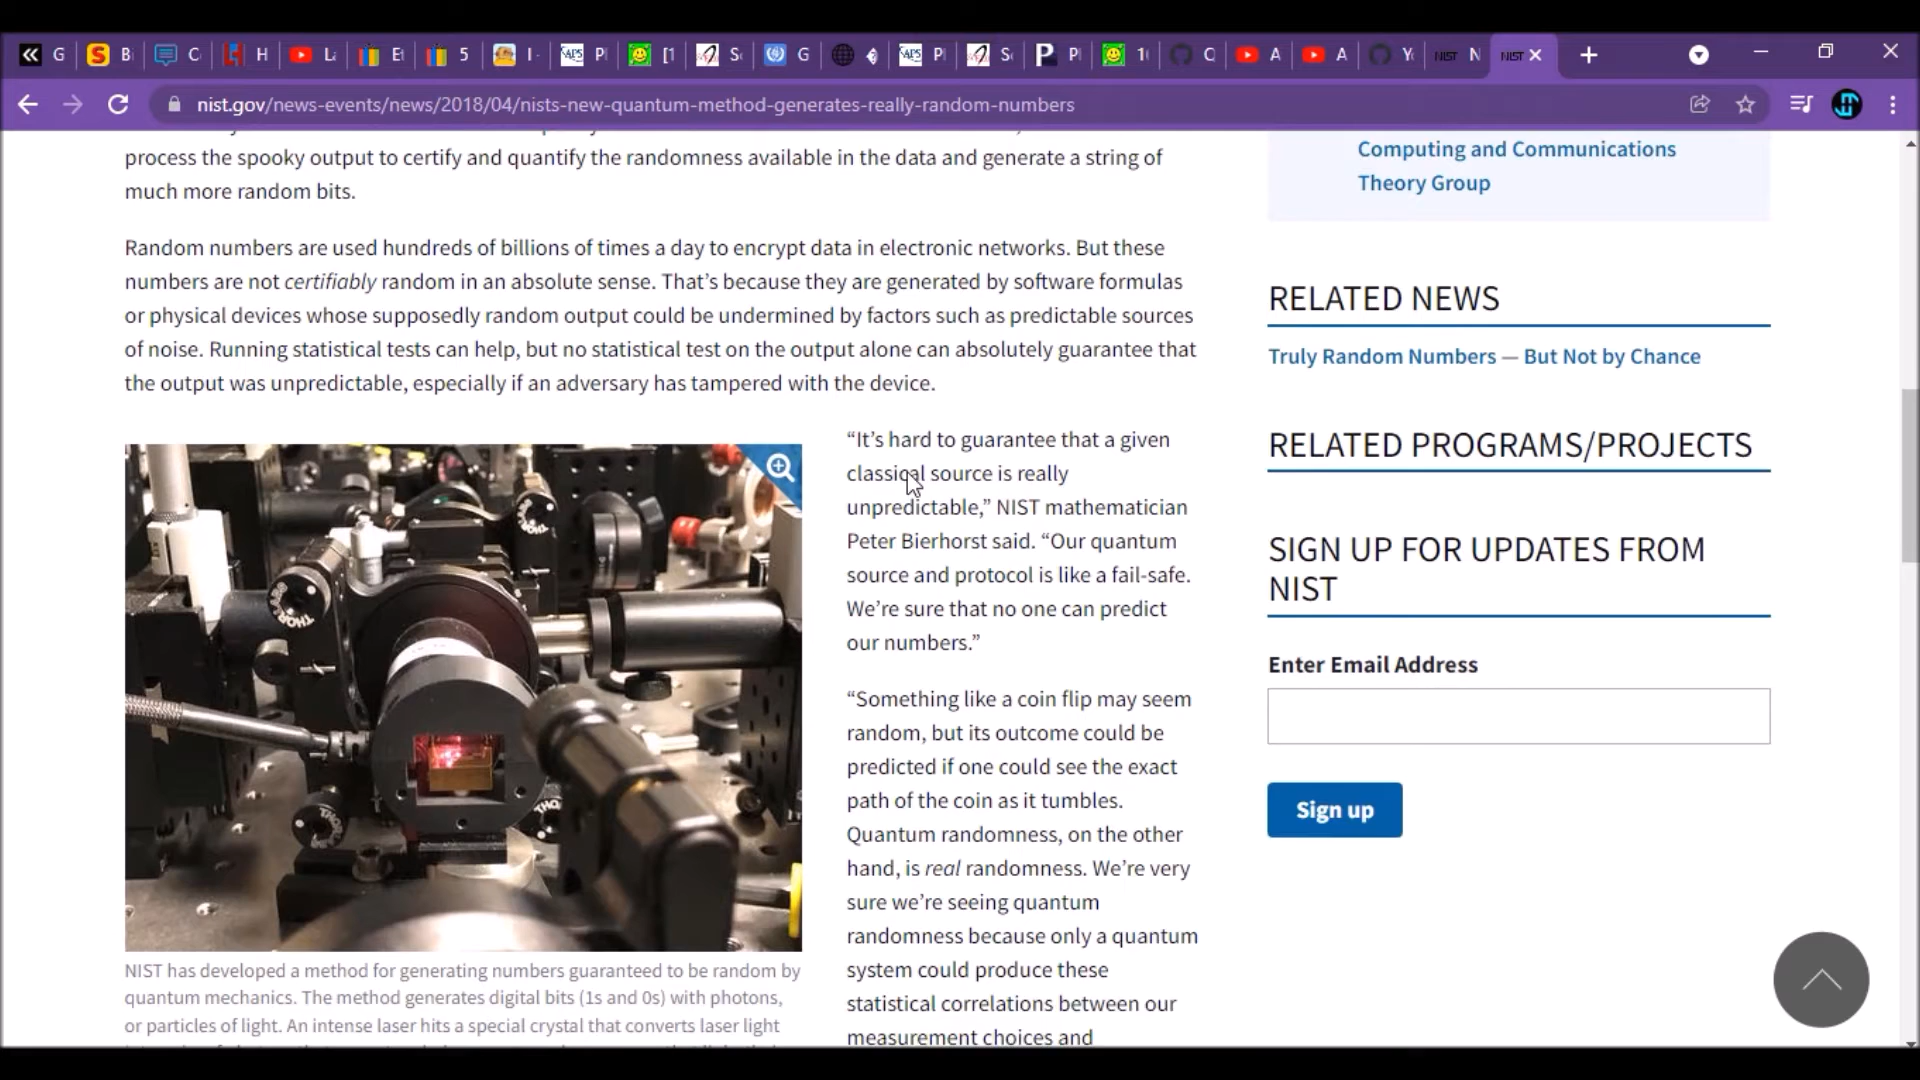 G B C H L E 5 I - P [1 S G P S P 1 C A A Y NIST N NIST
nist.gov/news-events/news/2018/04/nists-new-quantum-method-generates-really-random-numbers
process the spooky output to certify and quantify the randomness available in the data and generate a string of
much more random bits.
Random numbers are used hundreds of billions of times a day to encrypt data in electronic networks. But these
numbers are not certifiably random in an absolute sense. That’s because they are generated by software formulas
or physical devices whose supposedly random output could be undermined by factors such as predictable sources
of noise. Running statistical tests can help, but no statistical test on the output alone can absolutely guarantee that
the output was unpredictable, especially if an adversary has tampered with the device.
“It’s hard to guarantee that a given
classical source is really
unpredictable,” NIST mathematician
Peter Bierhorst said. “Our quantum
source and protocol is like a fail-safe.
We’re sure that no one can predict
our numbers.”
“Something like a coin flip may seem
random, but its outcome could be
predicted if one could see the exact
path of the coin as it tumbles.
Quantum randomness, on the other
hand, is real randomness. We’re very
sure we’re seeing quantum
randomness because only a quantum
system could produce these
statistical correlations between our
measurement choices and
THORLABS
THOR
THO
NIST has developed a method for generating numbers guaranteed to be random by
quantum mechanics. The method generates digital bits (1s and 0s) with photons,
or particles of light. An intense laser hits a special crystal that converts laser light
Computing and Communications
Theory Group
RELATED NEWS
Truly Random Numbers — But Not by Chance
RELATED PROGRAMS/PROJECTS
SIGN UP FOR UPDATES FROM
NIST
Enter Email Address
Sign up